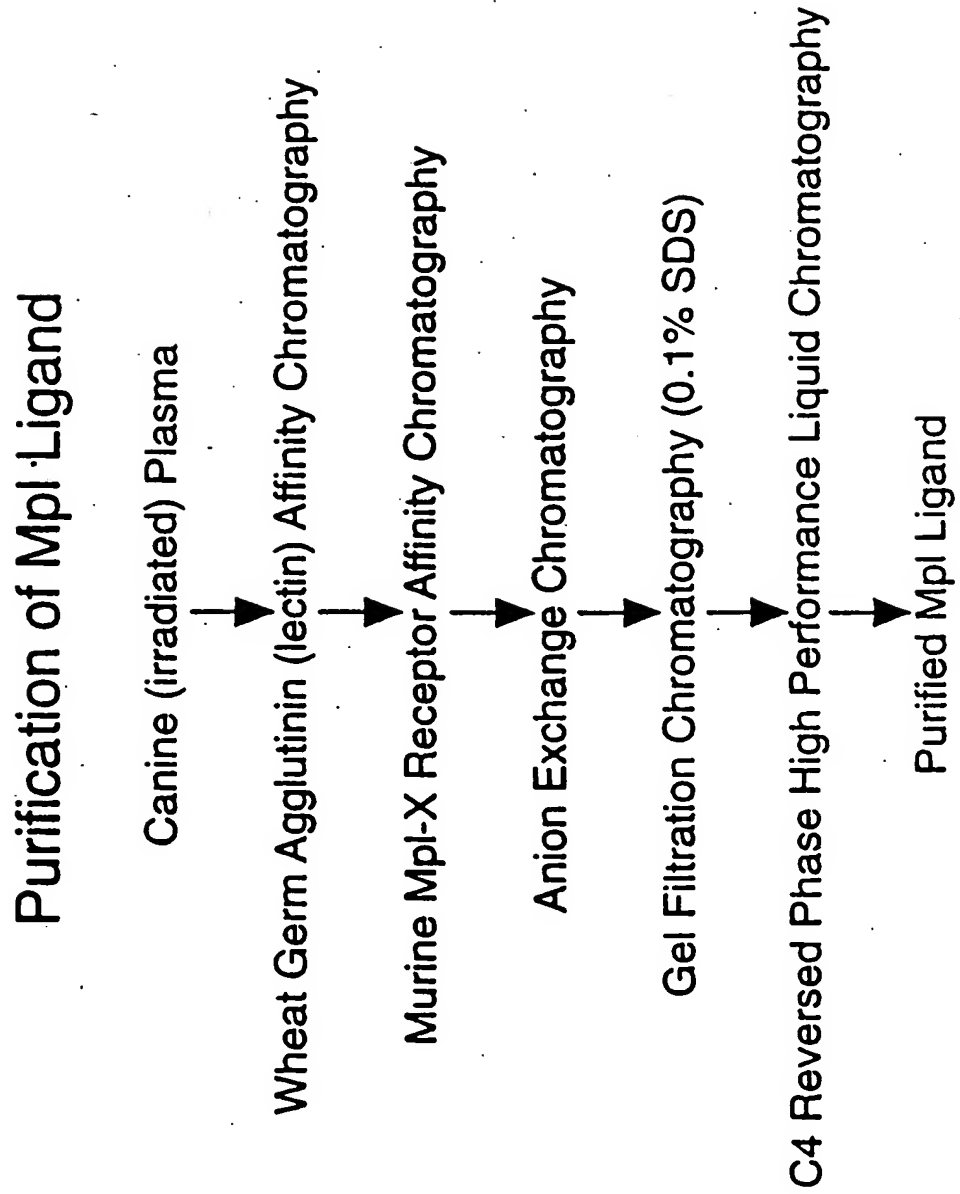 Purification of Mpl Ligand
Canine (irradiated) Plasma
Wheat Germ Agglutinin (lectin) Affinity Chromatography
Murine Mpl-X Receptor Affinity Chromatography
Anion Exchange Chromatography
Gel Filtration Chromatography (0.1% SDS)
C4 Reversed Phase High Performance Liquid Chromatography
Purified Mpl Ligand